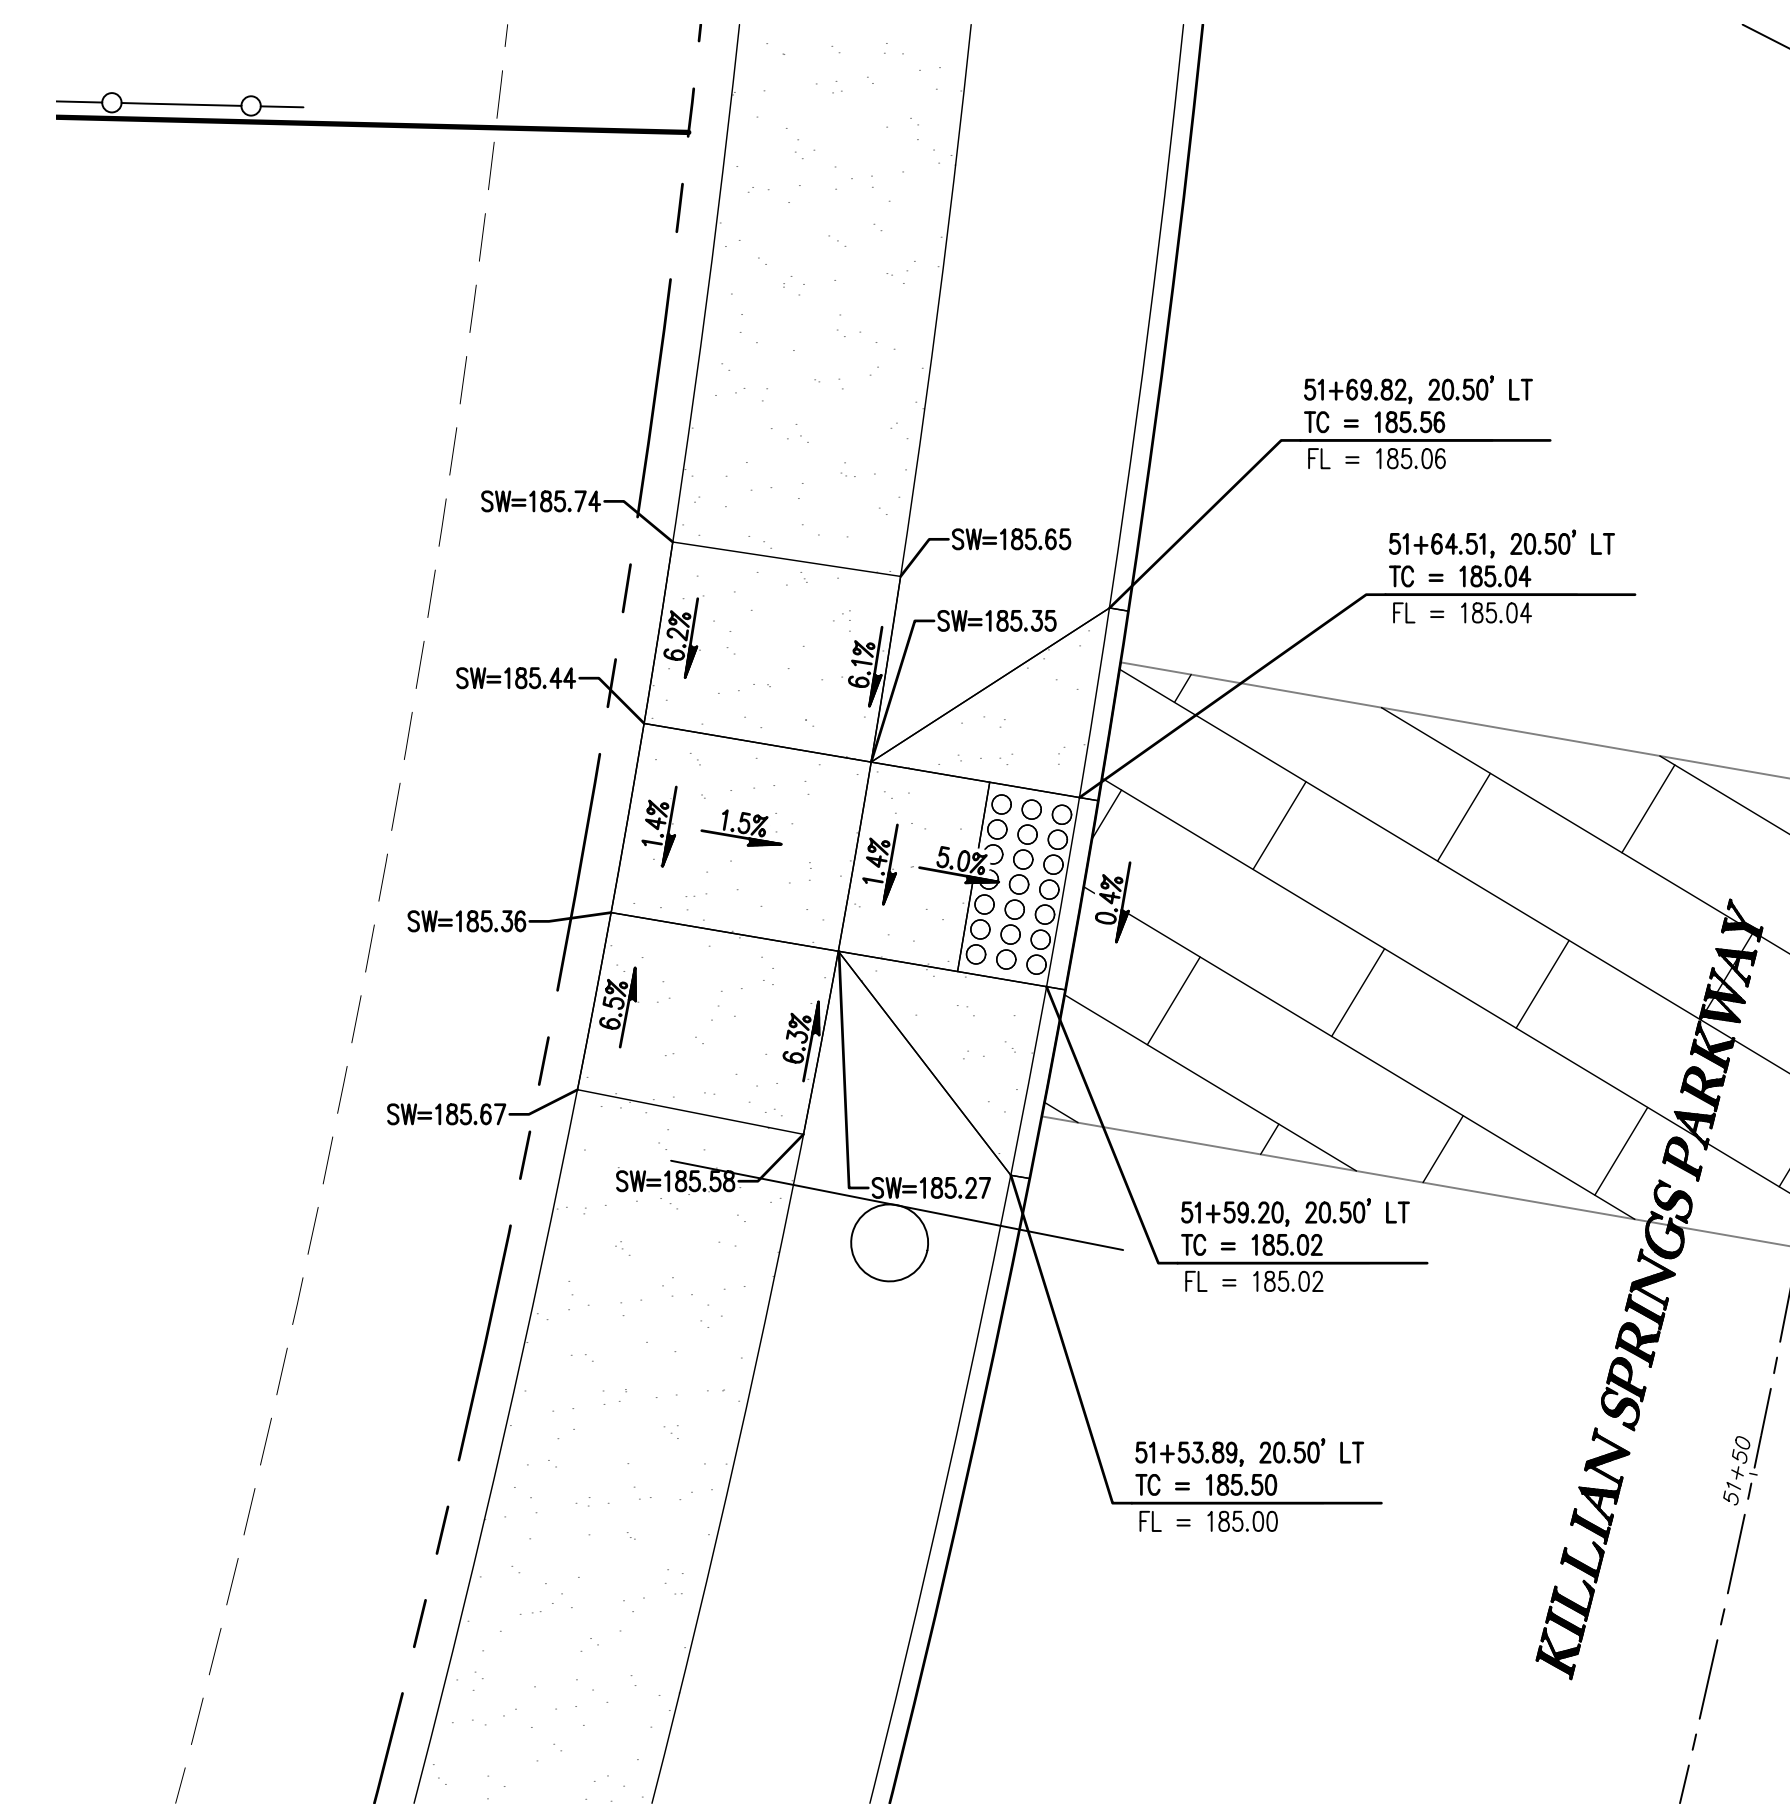 51+69.82, 20.50' LT
TC = 185.56
FL = 185.06
SW=185.74
SW=185.65
51+64.51, 20.50' LT
TC = 185.04
FL = 185.04
SW=185.35
6.2%
6.1%
SW=185.44
1.4%
1.5%
1.4%
5.0%
0.4%
SW=185.36
6.5%
6.3%
SW=185.67
SW=185.58
SW=185.27
51+59.20, 20.50' LT
TC = 185.02
FL = 185.02
KILLIAN SPRINGS PARKWAY
51+53.89, 20.50' LT
TC = 185.50
FL = 185.00
51+50